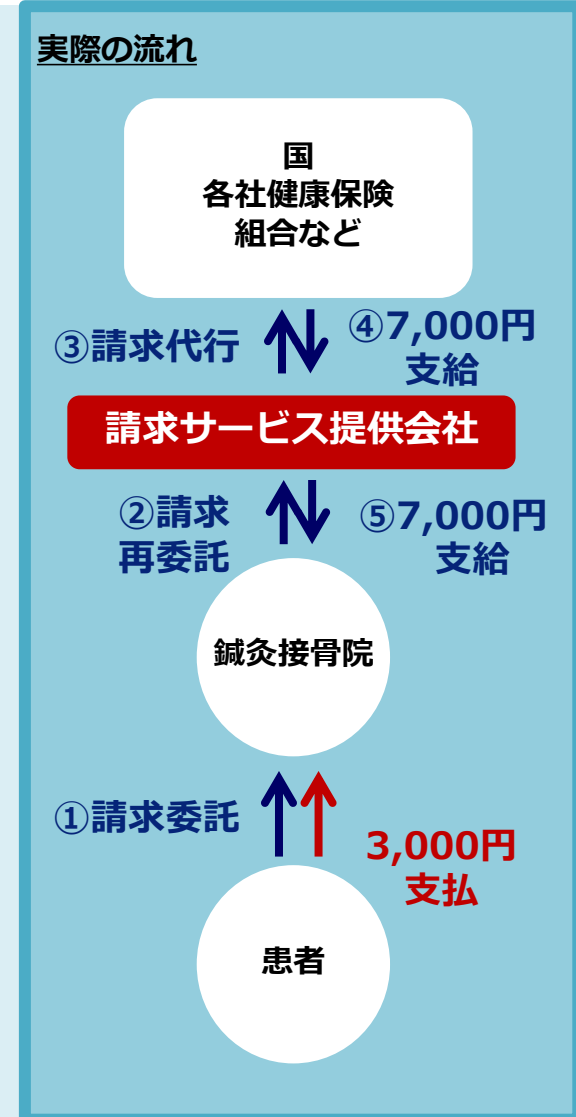 実際の流れ
国
各社健康保険
組合など
③請求代行
④7,000円
支給
請求サービス提供会社
②請求
再委託
⑤7,000円
支給
鍼灸接骨院
①請求委託
3,000円
支払
患者